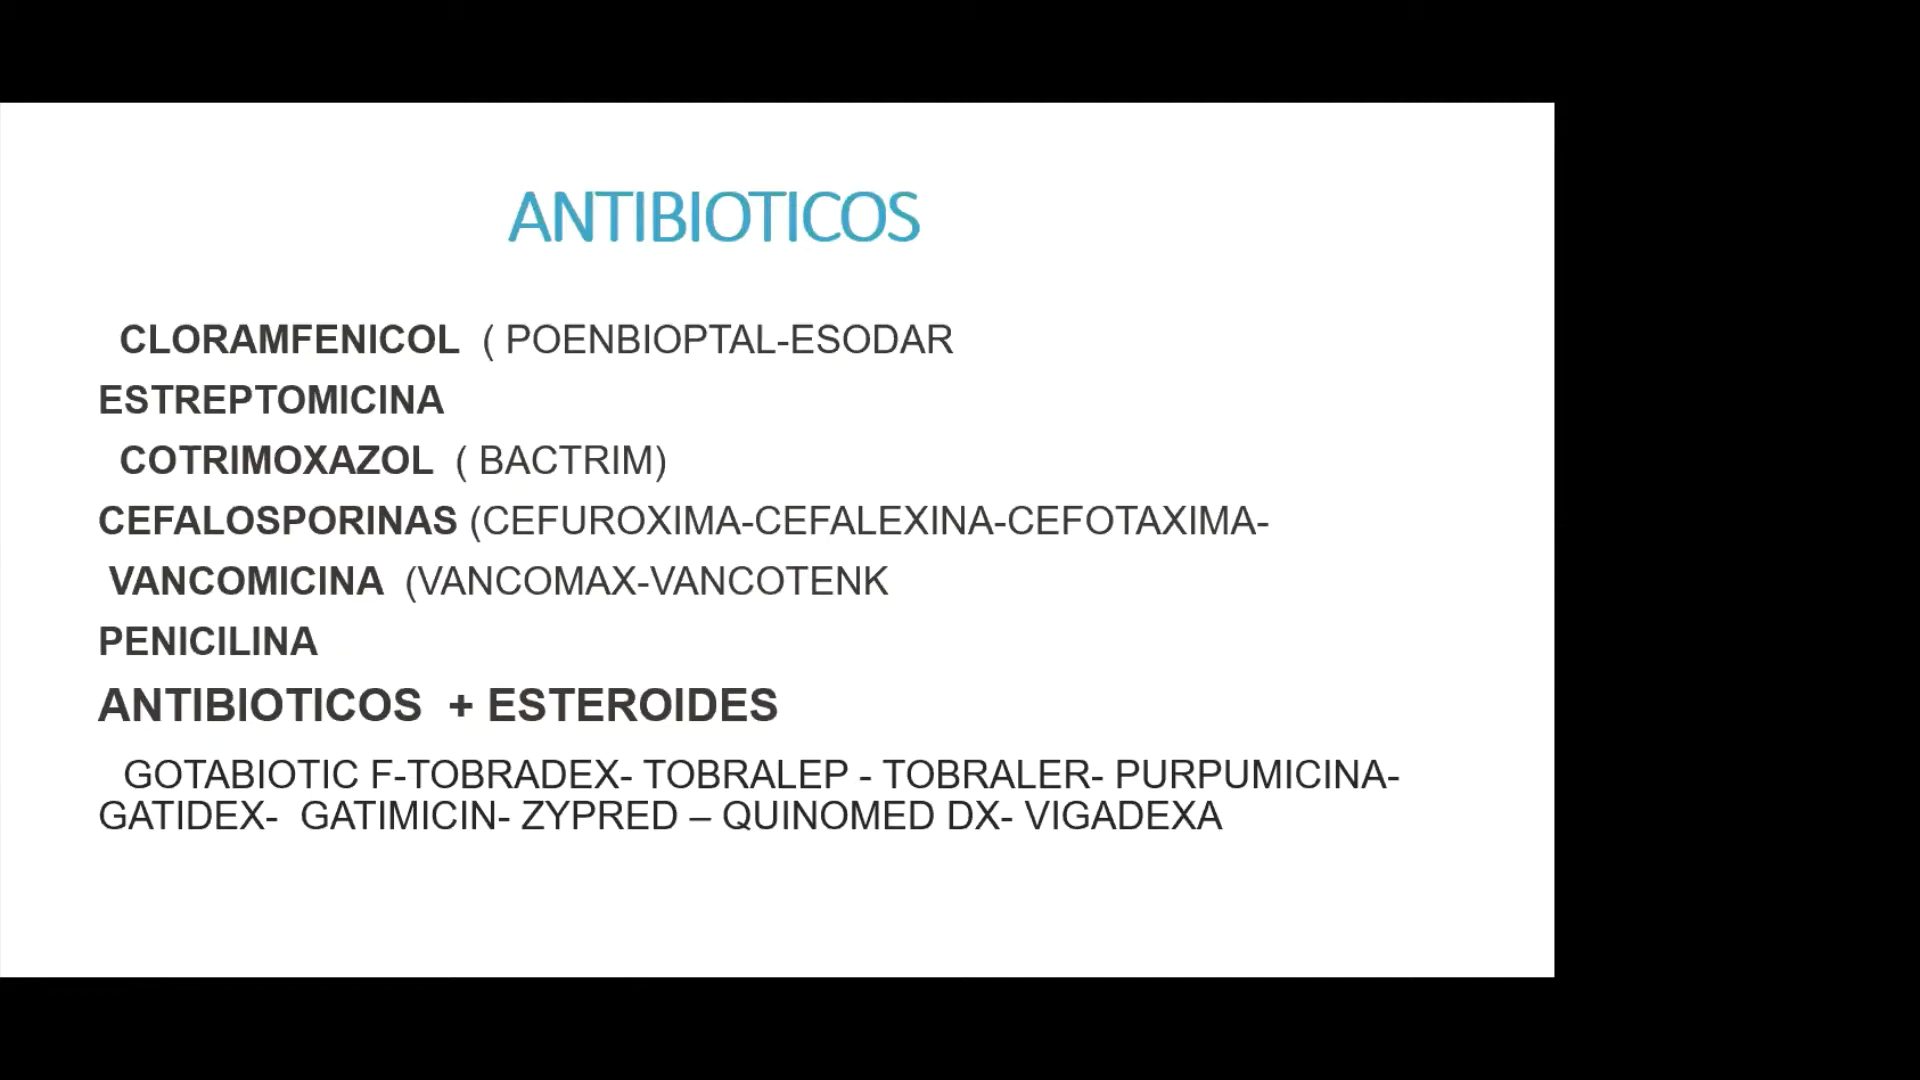 ANTIBIOTICOS
CLORAMFENICOL ( POENBIOPTAL-ESODAR
ESTREPTOMICINA
COTRIMOXAZOL ( BACTRIM)
CEFALOSPORINAS (CEFUROXIMA-CEFALEXINA-CEFOTAXIMA-
VANCOMICINA (VANCOMAX-VANCOTENK
PENICILINA
ANTIBIOTICOS + ESTEROIDES
GOTABIOTIC F-TOBRADEX- TOBRALEP - TOBRALER- PURPUMICINA-
GATIDEX- GATIMICIN- ZYPRED – QUINOMED DX- VIGADEXA